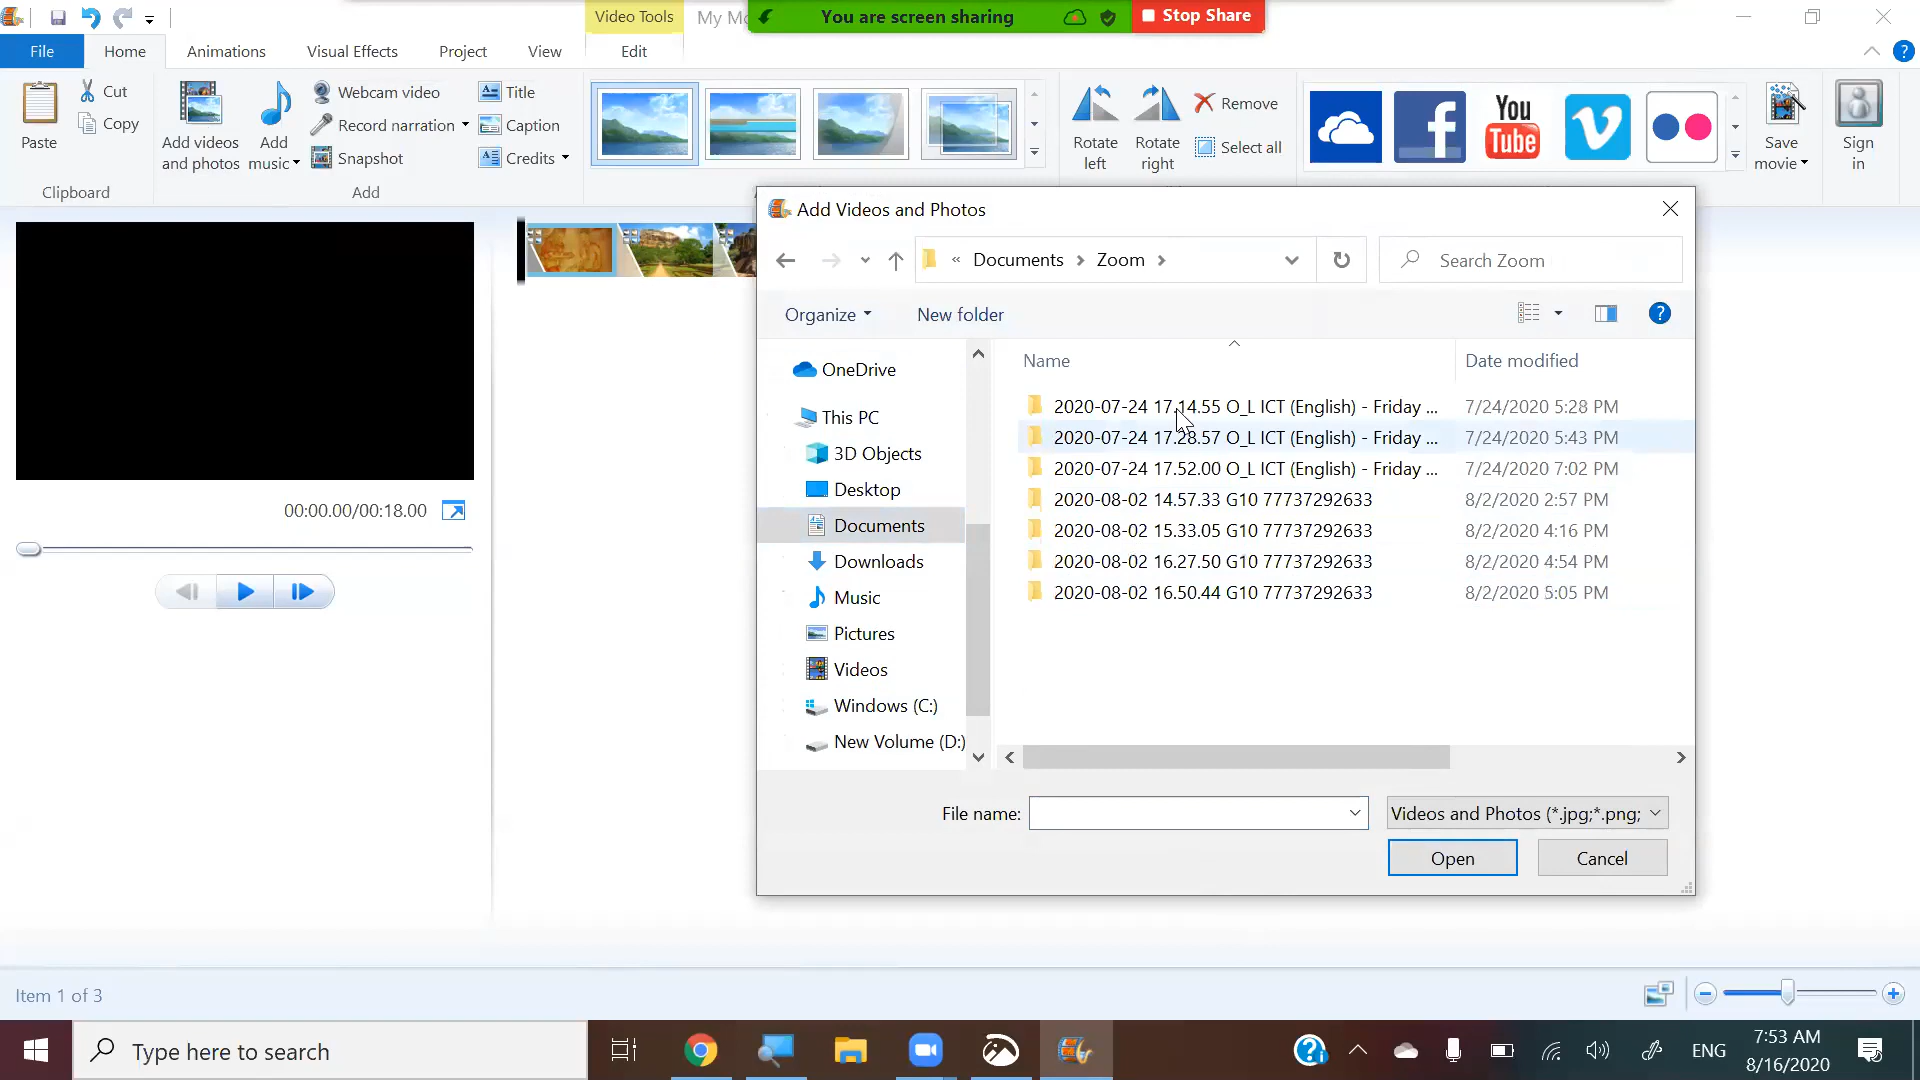 Video Tools
My Mo
You are screen sharing
Stop Share
File
Home
Animations
Visual Effects
Project
View
Edit
Paste
Cut
Copy
Clipboard
Add videos
and photos
Add
music
Webcam video
Record narration
Snapshot
Title
Caption
Credits
Add
Rotate
left
Rotate
right
Remove
Select all
You
Tube
Save
movie
Sign
in
Add Videos and Photos
« Documents > Zoom >
Search Zoom
Organize
New folder
OneDrive
This PC
3D Objects
Desktop
Documents
Downloads
Music
Pictures
Videos
Windows (C:)
New Volume (D:)
Name
Date modified
2020-07-24 17.14.55 O_L ICT (English) - Friday ... 7/24/2020 5:28 PM
2020-07-24 17.28.57 O_L ICT (English) - Friday ... 7/24/2020 5:43 PM
2020-07-24 17.52.00 O_L ICT (English) - Friday ... 7/24/2020 7:02 PM
2020-08-02 14.57.33 G10 77737292633 8/2/2020 2:57 PM
2020-08-02 15.33.05 G10 77737292633 8/2/2020 4:16 PM
2020-08-02 16.27.50 G10 77737292633 8/2/2020 4:54 PM
2020-08-02 16.50.44 G10 77737292633 8/2/2020 5:05 PM
File name:
Videos and Photos (*.jpg;*.png;
Open
Cancel
00:00.00/00:18.00
Item 1 of 3
Type here to search
ENG
7:53 AM
8/16/2020